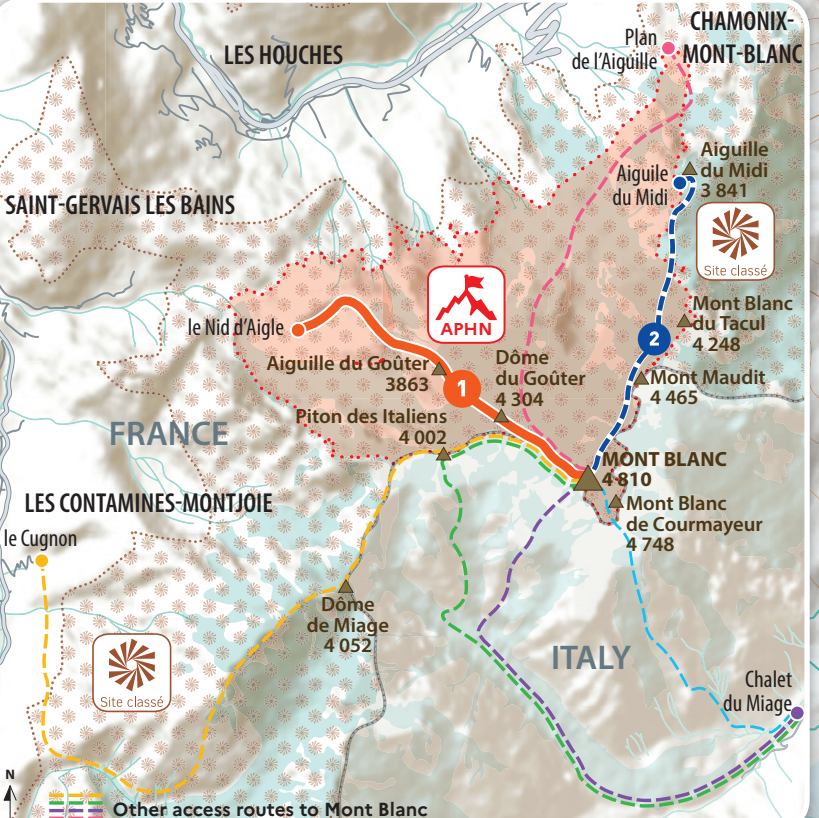 CHAMONIX-
MONT-BLANC
Plan
de l'Aiguille
LES HOUCHES
Aiguille
du Midi
3 841
Aiguile
du Midi
SAINT-GERVAIS LES BAINS
Site classé
le Nid d'Aigle
APHN
Mont Blanc
du Tacul
4 248
2
Aiguille du Goûter
3863
1
Dôme
du Goûter
4 304
Mont Maudit
4 465
Piton des Italiens
4 002
FRANCE
MONT BLANC
4 810
LES CONTAMINES-MONTJOIE
Mont Blanc
de Courmayeur
4 748
le Cugnon
Dôme
de Miage
4 052
ITALY
Site classé
Chalet
du Miage
N
Other access routes to Mont Blanc